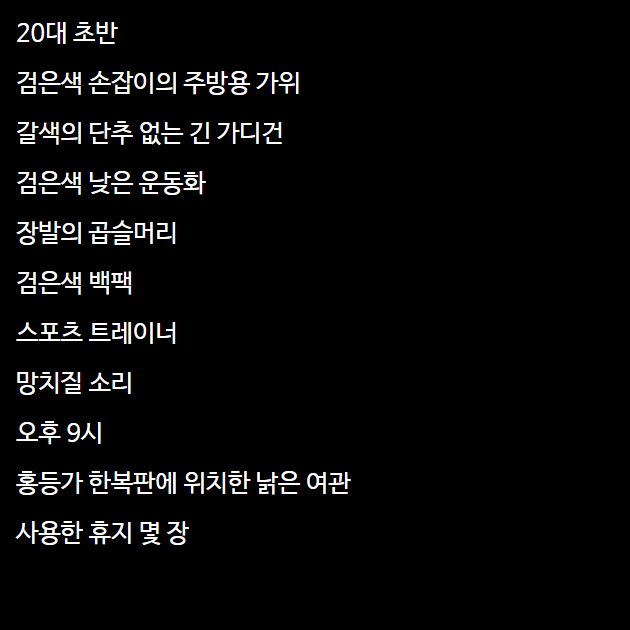 20대 초반
검은색 손잡이의 주방용 가위
갈색의 단추 없는 긴 가디건
검은색 낮은 운동화
장발의 곱슬머리
검은색 백팩
스포츠 트레이너
망치질 소리
오후 9시
홍등가 한복판에 위치한 낡은 여관
사용한 휴지 몇 장